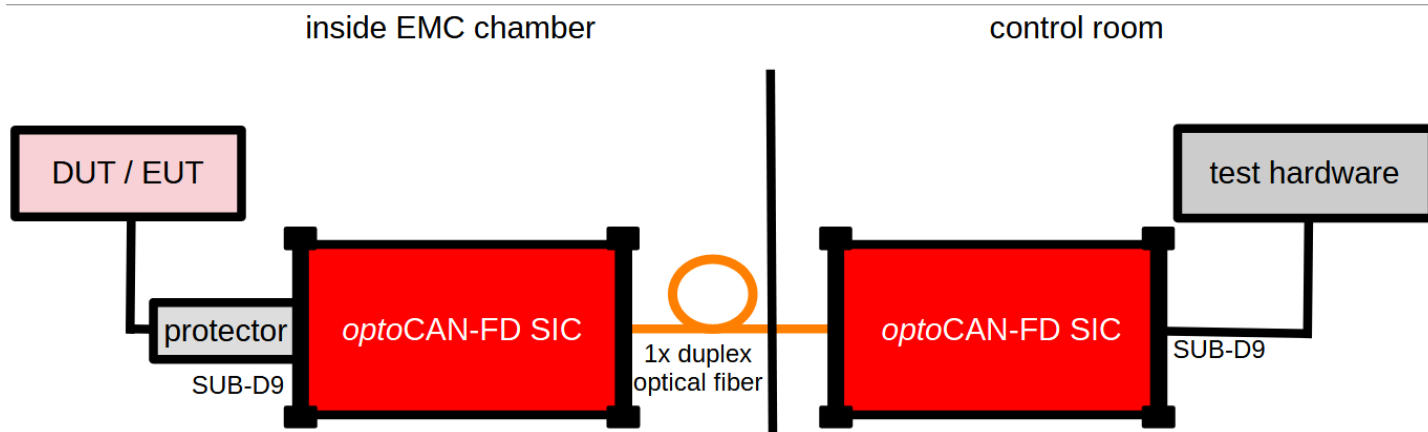 inside EMC chamber
control room
DUT / EUT
test hardware
protector
optoCAN-FD SIC
optoCAN-FD SIC
SUB-D9
1x duplex
optical fiber
SUB-D9